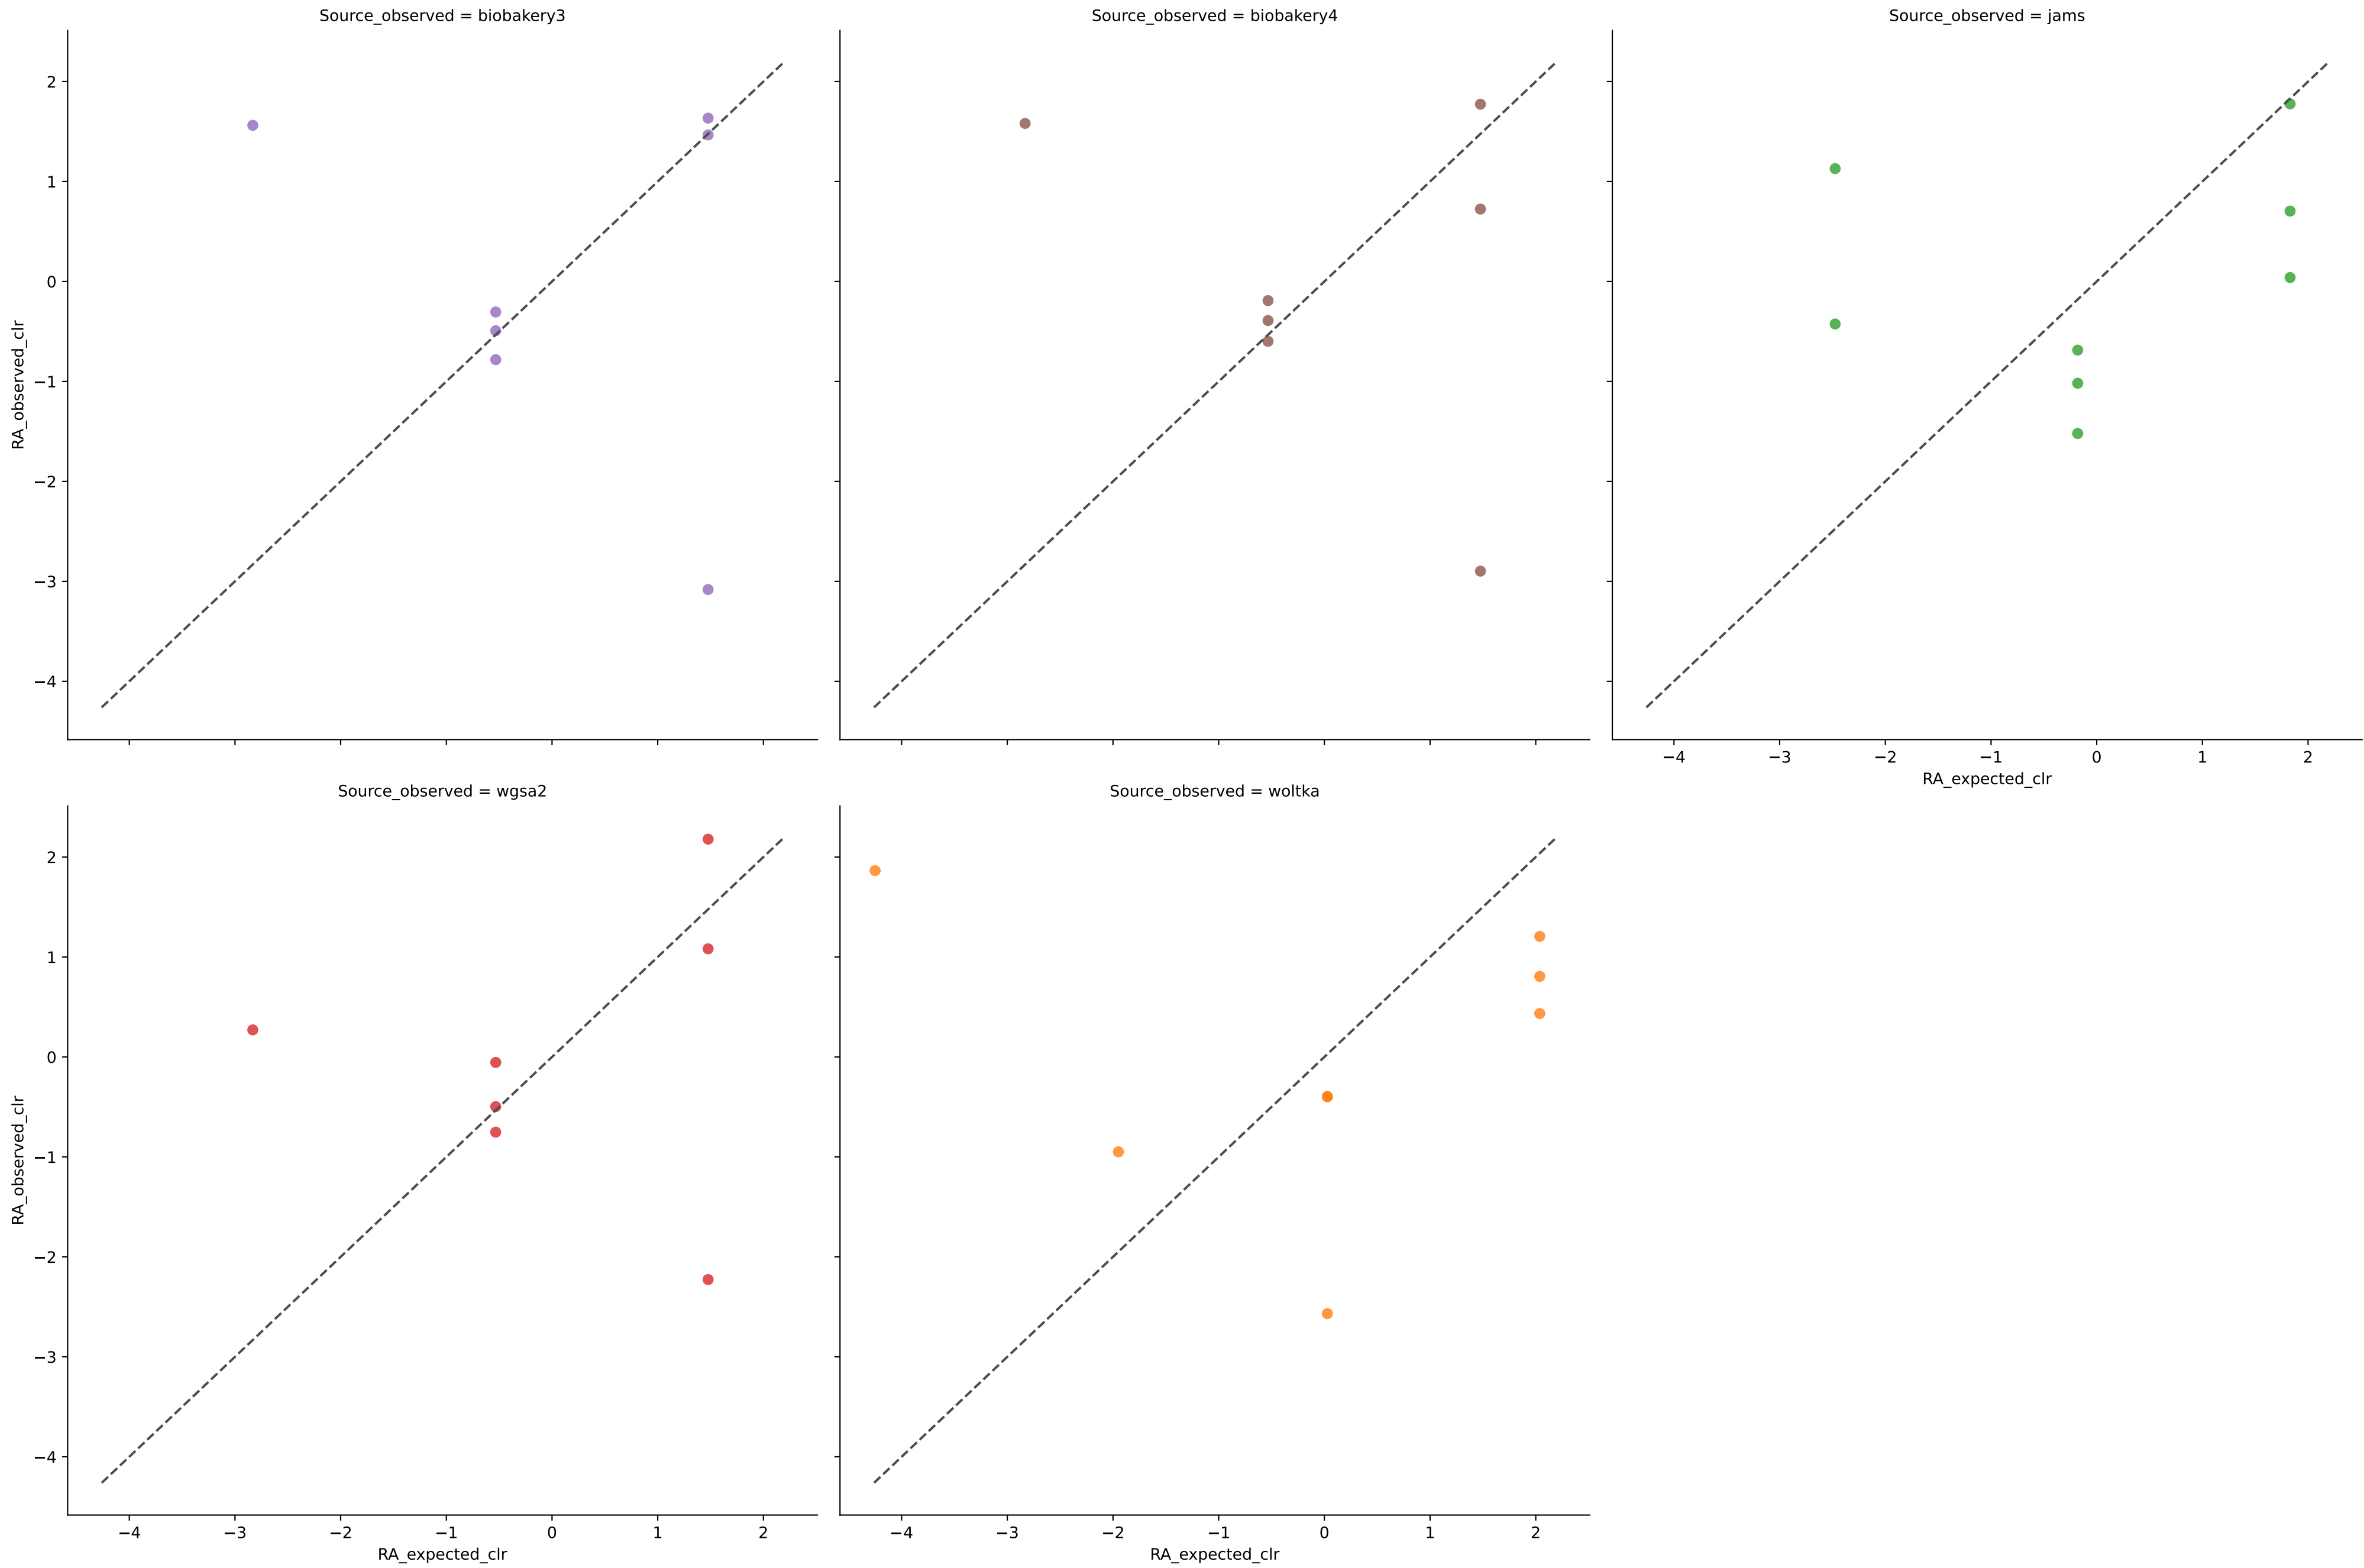 Source_observed = biobakery3
Source_observed = biobakery4
Source_observed = jams
2
1
0
−1
−2
−3
−4
RA_observed_clr
−4 −3 −2 −1 0 1 2
RA_expected_clr
Source_observed = wgsa2
Source_observed = woltka
2
1
0
−1
−2
−3
−4
RA_observed_clr
−4 −3 −2 −1 0 1 2
−4 −3 −2 −1 0 1 2
RA_expected_clr
RA_expected_clr